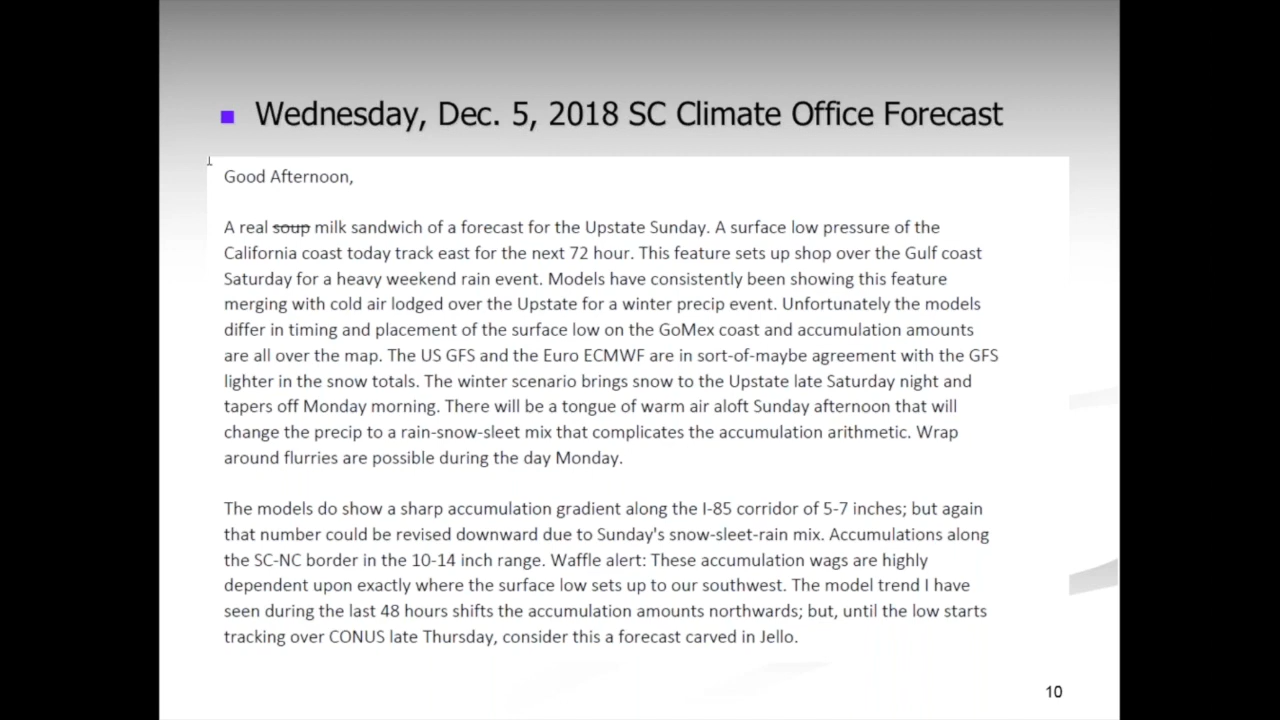 Wednesday, Dec. 5, 2018 SC Climate Office Forecast
Good Afternoon,
A real soup milk sandwich of a forecast for the Upstate Sunday. A surface low pressure of the
California coast today track east for the next 72 hour. This feature sets up shop over the Gulf coast
Saturday for a heavy weekend rain event. Models have consistently been showing this feature
merging with cold air lodged over the Upstate for a winter precip event. Unfortunately the models
differ in timing and placement of the surface low on the GoMex coast and accumulation amounts
are all over the map. The US GFS and the Euro ECMWF are in sort-of-maybe agreement with the GFS
lighter in the snow totals. The winter scenario brings snow to the Upstate late Saturday night and
tapers off Monday morning. There will be a tongue of warm air aloft Sunday afternoon that will
change the precip to a rain-snow-sleet mix that complicates the accumulation arithmetic. Wrap
around flurries are possible during the day Monday.
The models do show a sharp accumulation gradient along the I-85 corridor of 5-7 inches; but again
that number could be revised downward due to Sunday's snow-sleet-rain mix. Accumulations along
the SC-NC border in the 10-14 inch range. Waffle alert: These accumulation wags are highly
dependent upon exactly where the surface low sets up to our southwest. The model trend I have
seen during the last 48 hours shifts the accumulation amounts northwards; but, until the low starts
tracking over CONUS late Thursday, consider this a forecast carved in Jello.
10